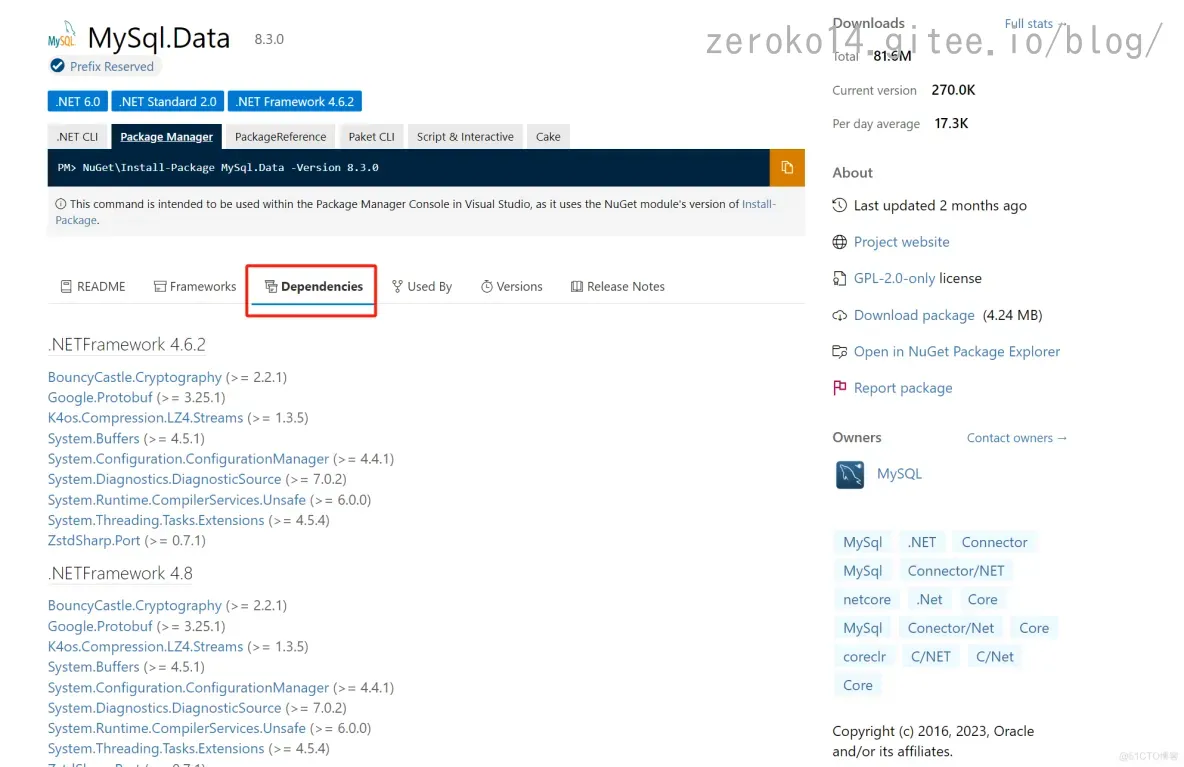 MySQL MySql.Data 8.3.0
Prefix Reserved
.NET 6.0 .NET Standard 2.0 .NET Framework 4.6.2
.NET CLI Package Manager PackageReference Paket CLI Script & Interactive Cake
PM> NuGet\Install-Package MySql.Data -Version 8.3.0
This command is intended to be used within the Package Manager Console in Visual Studio, as it uses the NuGet module's version of Install-
Package.
README Frameworks Dependencies Used By Versions Release Notes
.NETFramework 4.6.2
BouncyCastle.Cryptography (>= 2.2.1)
Google.Protobuf (>= 3.25.1)
K4os.Compression.LZ4.Streams (>= 1.3.5)
System.Buffers (>= 4.5.1)
System.Configuration.ConfigurationManager (>= 4.4.1)
System.Diagnostics.DiagnosticSource (>= 7.0.2)
System.Runtime.CompilerServices.Unsafe (>= 6.0.0)
System.Threading.Tasks.Extensions (>= 4.5.4)
ZstdSharp.Port (>= 0.7.1)
.NETFramework 4.8
BouncyCastle.Cryptography (>= 2.2.1)
Google.Protobuf (>= 3.25.1)
K4os.Compression.LZ4.Streams (>= 1.3.5)
System.Buffers (>= 4.5.1)
System.Configuration.ConfigurationManager (>= 4.4.1)
System.Diagnostics.DiagnosticSource (>= 7.0.2)
System.Runtime.CompilerServices.Unsafe (>= 6.0.0)
System.Threading.Tasks.Extensions (>= 4.5.4)
ZstdSharp.Port (>= 0.7.1)
Downloads Full stats →
zeroko14.gitee.io/blog/
Total 81.6M
Current version 270.0K
Per day average 17.3K
About
Last updated 2 months ago
Project website
GPL-2.0-only license
Download package (4.24 MB)
Open in NuGet Package Explorer
Report package
Owners Contact owners →
MySQL
MySql .NET Connector
MySql Connector/NET
netcore .Net Core
MySql Conector/Net Core
coreclr C/NET C/Net
Core
Copyright (c) 2016, 2023, Oracle
and/or its affiliates.
@51CTO博客